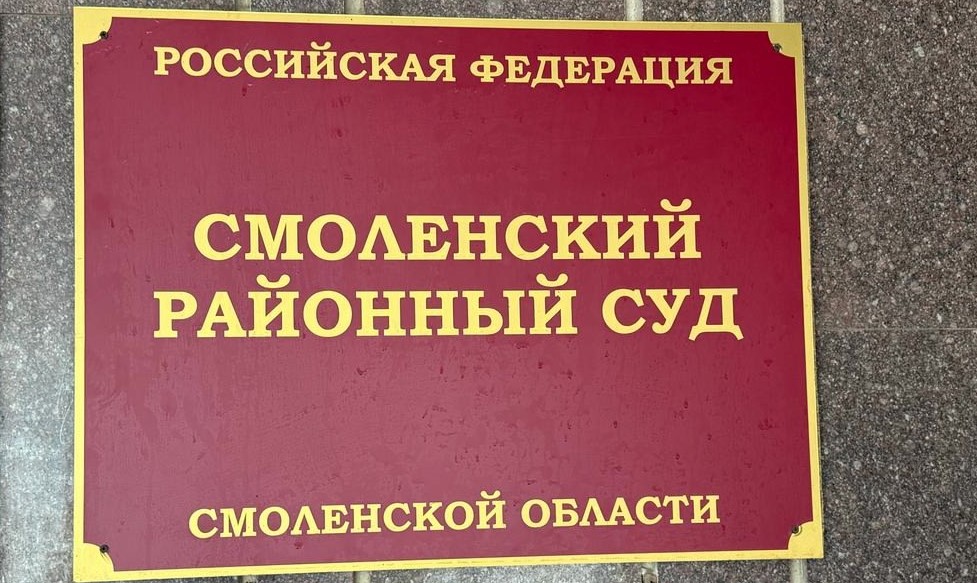 РОССИЙСКАЯ ФЕДЕРАЦИЯ
СМОЛЕНСКИЙ
РАЙОННЫЙ СУД
СМОЛЕНСКОЙ ОБЛАСТИ